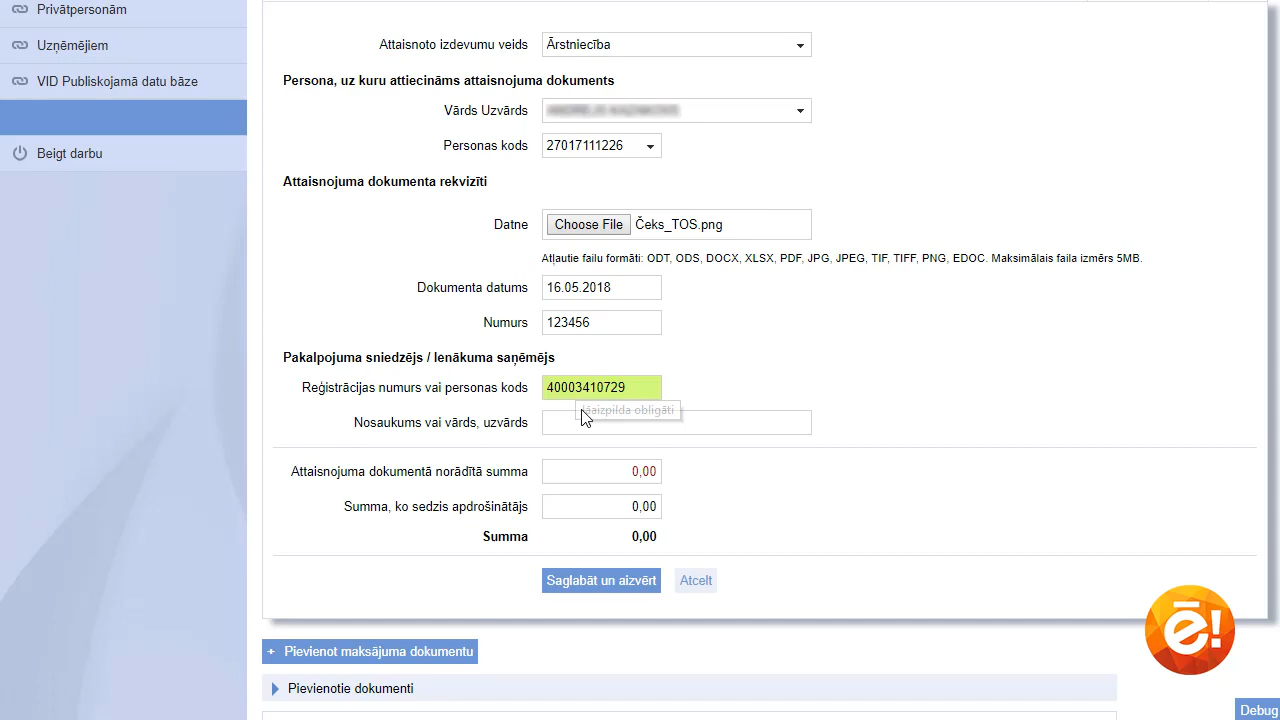 Privātpersonām
Uzņēmējiem
VID Publiskojamā datu bāze
Beigt darbu
Attaisnoto izdevumu veids Ārstniecība
Persona, uz kuru attiecināms attaisnojuma dokuments
Vārds Uzvārds
Personas kods 27017111226
Attaisnojuma dokumenta rekvizīti
Datne Choose File Čeks_TOS.png
Atļautie failu formāti: ODT, ODS, DOCX, XLSX, PDF, JPG, JPEG, TIF, TIFF, PNG, EDOC. Maksimālais faila izmērs 5MB.
Dokumenta datums 16.05.2018
Numurs 123456
Pakalpojuma sniedzējs / Ienākuma saņēmējs
Reģistrācijas numurs vai personas kods 40003410729
Jāaizpilda obligāti
Nosaukums vai vārds, uzvārds
Attaisnojuma dokumentā norādītā summa 0,00
Summa, ko sedzis apdrošinātājs 0,00
Summa 0,00
Saglabāt un aizvērt Atcelt
ē!
+ Pievienot maksājuma dokumentu
Pievienotie dokumenti
Debug